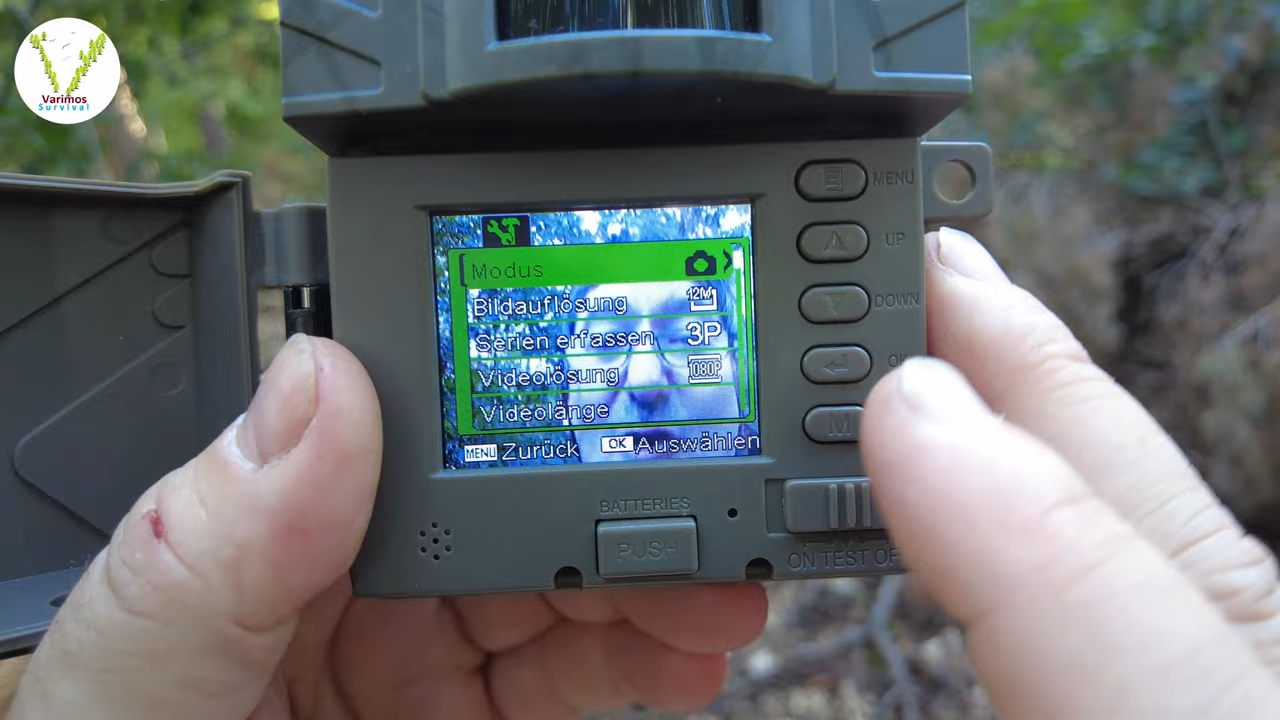 Varimos
Survival
MENU
UP
DOWN
OK
M
Modus
Bildauflösung 12M
Serien erfassen 3P
Videolösung 1080P
Videolänge
MENU Zurück OK Auswählen
BATTERIES
PUSH
ON TEST OF